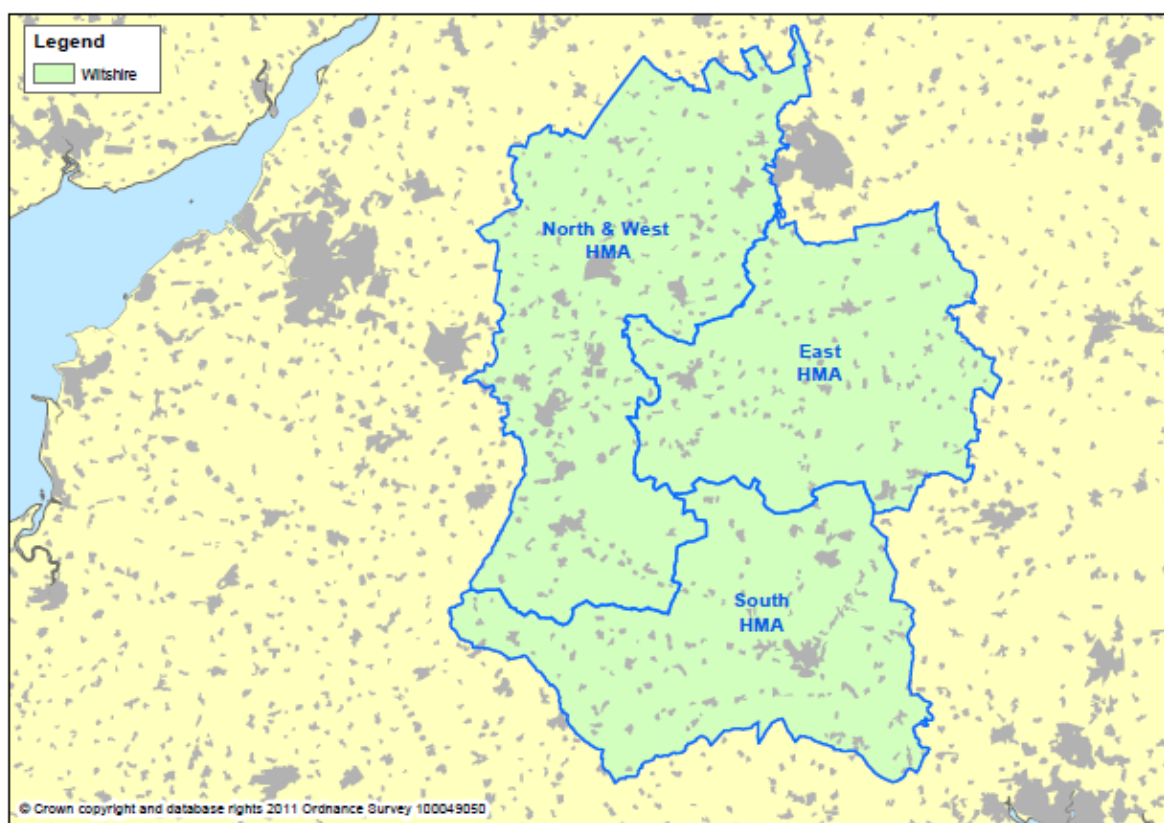 Legend
Wiltshire
North & West
HMA
East
HMA
South
HMA
© Crown copyright and database rights 2011 Ordnance Survey 100049050